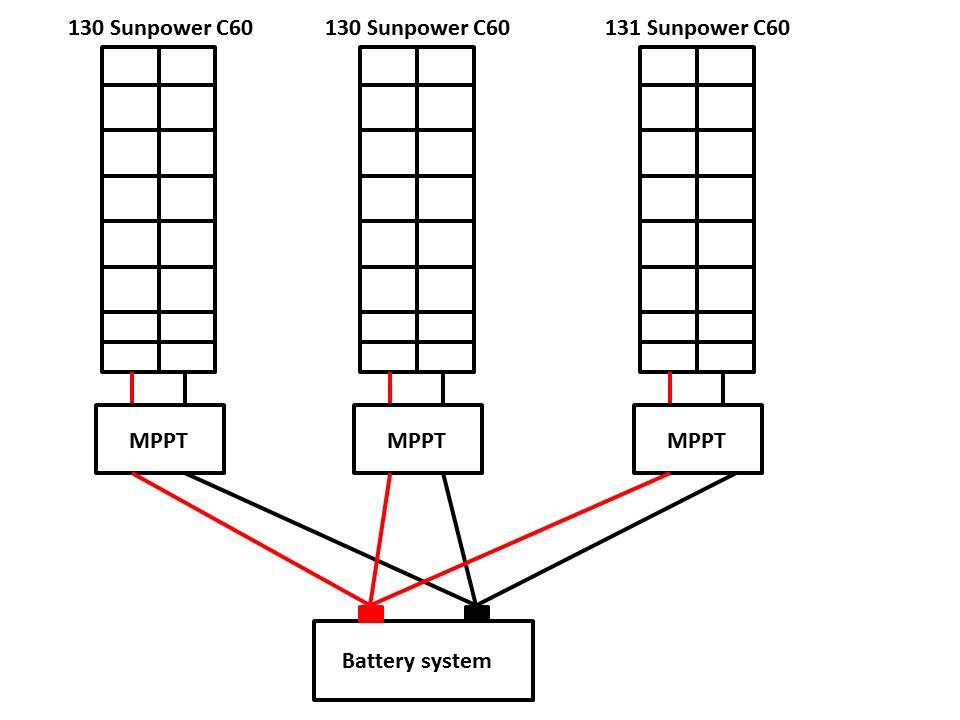 130 Sunpower C60
130 Sunpower C60
131 Sunpower C60
MPPT
MPPT
MPPT
Battery system